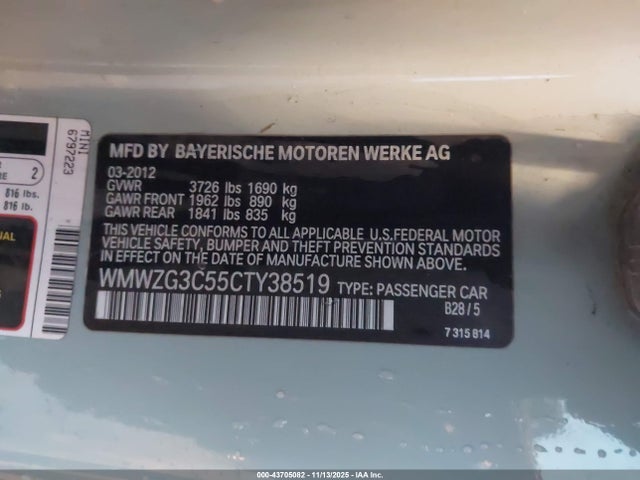 MINI
6797223
2
816 lbs.
816 lb.
MFD BY BAYERISCHE MOTOREN WERKE AG
03-2012
GVWR 3726 lbs 1690 kg
GAWR FRONT 1962 lbs 890 kg
GAWR REAR 1841 lbs 835 kg
THIS VEHICLE CONFORMS TO ALL APPLICABLE
U.S.FEDERAL MOTOR
VEHICLE SAFETY, BUMPER AND THEFT PREVENTION STANDARDS
IN EFFECT ON THE DATE OF MANUFACTURE SHOWN ABOVE.
WMWZG3C55CTY38519 TYPE: PASSENGER CAR
B28/5
7 315 814
000-43705082 - 11/13/2025 - IAA Inc.